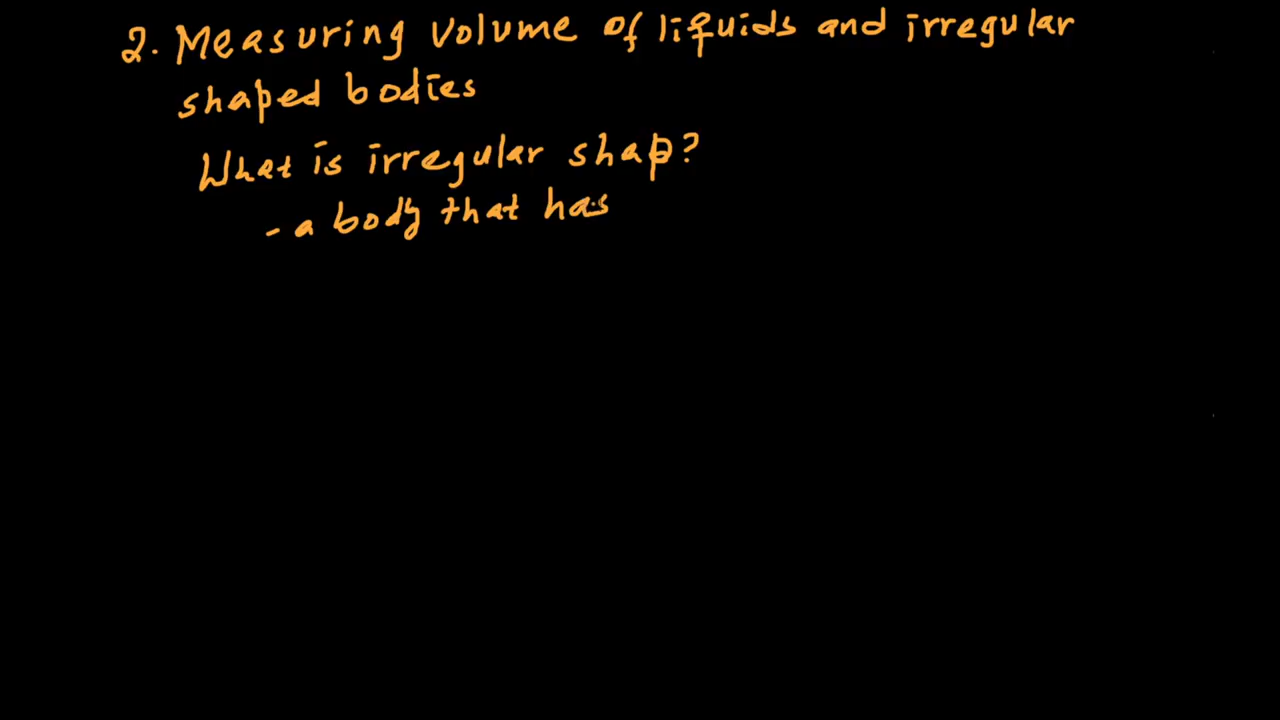 2. Measuring volume of liquids and irregular
shaped bodies
What is irregular shap?
- a body that has